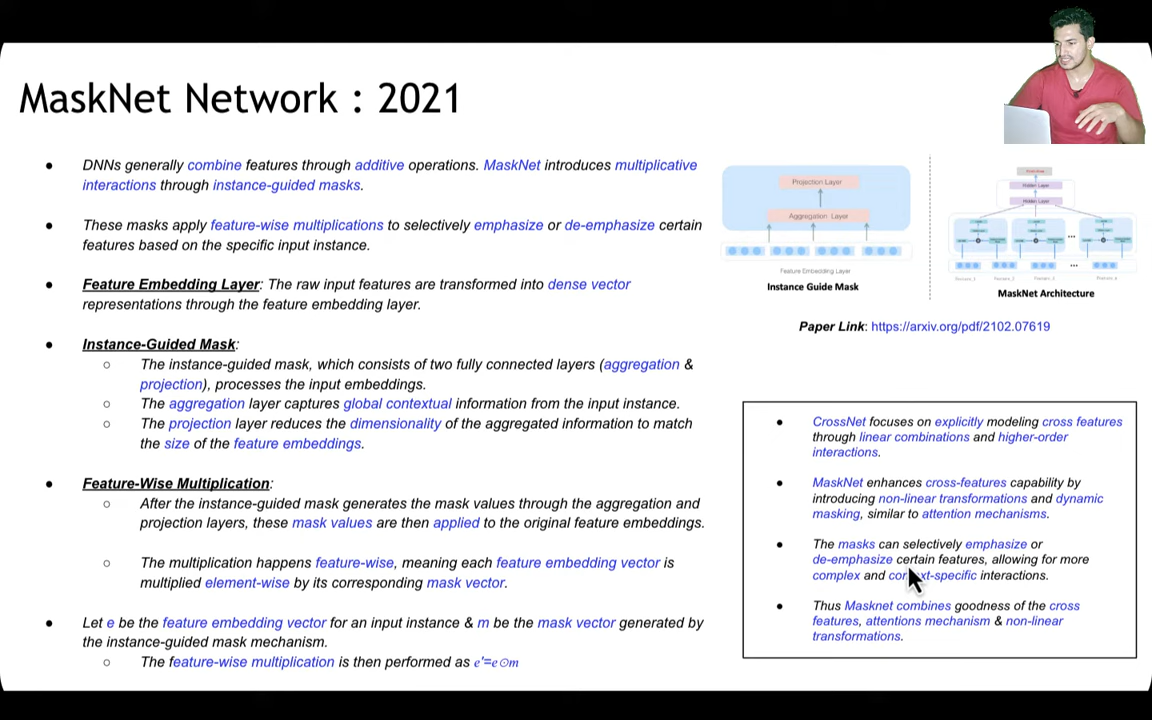 MaskNet Network : 2021
● DNNs generally combine features through additive operations. MaskNet introduces multiplicative
interactions through instance-guided masks.
● These masks apply feature-wise multiplications to selectively emphasize or de-emphasize certain
features based on the specific input instance.
● Feature Embedding Layer: The raw input features are transformed into dense vector
representations through the feature embedding layer.
● Instance-Guided Mask:
○ The instance-guided mask, which consists of two fully connected layers (aggregation &
projection), processes the input embeddings.
○ The aggregation layer captures global contextual information from the input instance.
○ The projection layer reduces the dimensionality of the aggregated information to match
the size of the feature embeddings.
● Feature-Wise Multiplication:
○ After the instance-guided mask generates the mask values through the aggregation and
projection layers, these mask values are then applied to the original feature embeddings.
○ The multiplication happens feature-wise, meaning each feature embedding vector is
multiplied element-wise by its corresponding mask vector.
● Let e be the feature embedding vector for an input instance & m be the mask vector generated by
the instance-guided mask mechanism.
○ The feature-wise multiplication is then performed as e'=e⊙m
Projection Layer
Aggregation Layer
Feature Embedding Layer
Instance Guide Mask
Hidden Layer
Hidden Layer
...
...
MaskNet Architecture
Paper Link: https://arxiv.org/pdf/2102.07619
● CrossNet focuses on explicitly modeling cross features
through linear combinations and higher-order
interactions.
● MaskNet enhances cross-features capability by
introducing non-linear transformations and dynamic
masking, similar to attention mechanisms.
● The masks can selectively emphasize or
de-emphasize certain features, allowing for more
complex and context-specific interactions.
● Thus Masknet combines goodness of the cross
features, attentions mechanism & non-linear
transformations.